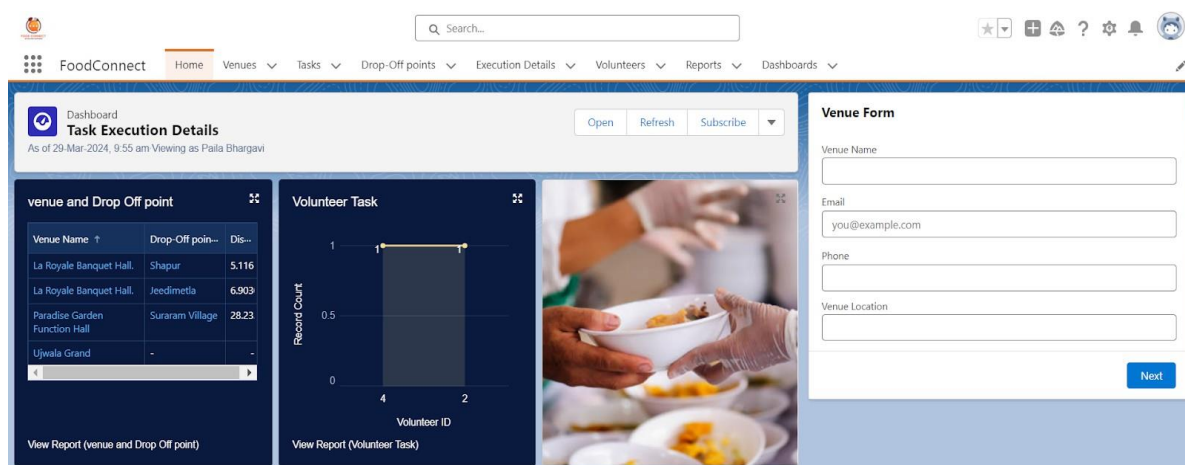 Search...
FoodConnect Home Venues Tasks Drop-Off points Execution Details Volunteers Reports Dashboards
Dashboard
Task Execution Details
As of 29-Mar-2024, 9:55 am Viewing as Paila Bhargavi
Open Refresh Subscribe
venue and Drop Off point
Venue Name ↑ Drop-Off poin... Dis...
La Royale Banquet Hall. Shapur 5.116
La Royale Banquet Hall. Jeedimetla 6.903
Paradise Garden Function Hall Suraram Village 28.23
Ujwala Grand - -
View Report (venue and Drop Off point)
Volunteer Task
Record Count
1
0.5
0
1 1
4 2
Volunteer ID
View Report (Volunteer Task)
Venue Form
Venue Name
Email
you@example.com
Phone
Venue Location
Next